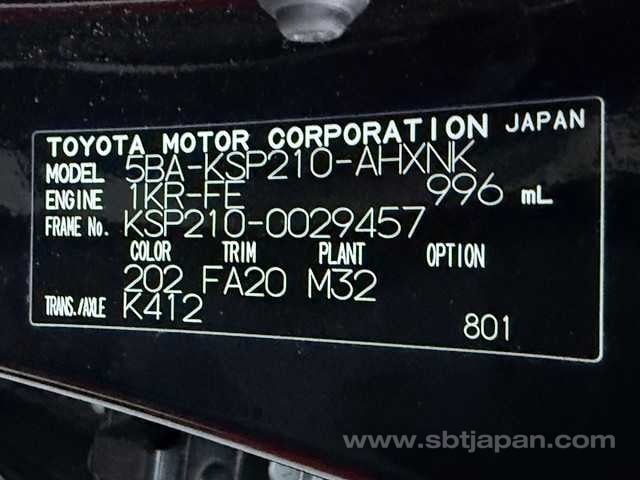 TOYOTA MOTOR CORPORATION JAPAN
MODEL 5BA-KSP210-AHXNK
ENGINE 1KR-FE 996 mL
FRAME No. KSP210-0029457
COLOR TRIM PLANT OPTION
202 FA20 M32
TRANS./AXLE K412
801
www.sbtjapan.com